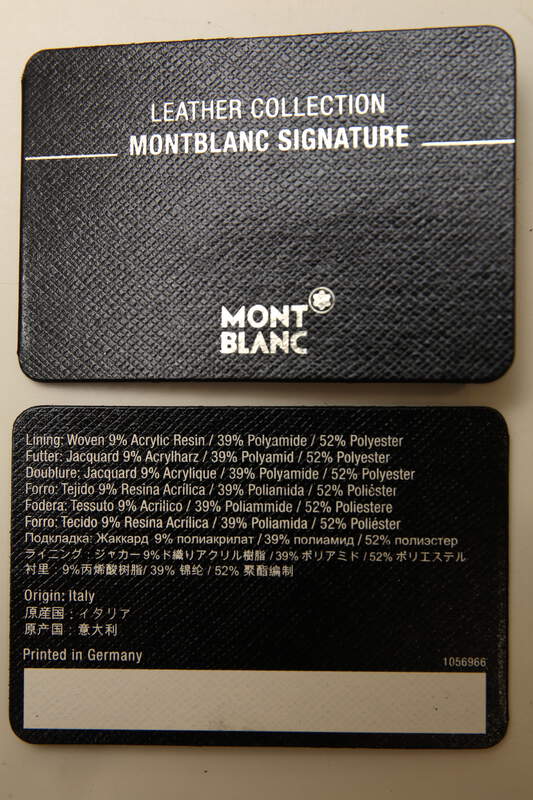 LEATHER COLLECTION
MONTBLANC SIGNATURE
MONT
BLANC
Lining: Woven 9% Acrylic Resin / 39% Polyamide / 52% Polyester
Futter: Jacquard 9% Acrylharz / 39% Polyamid / 52% Polyester
Doublure: Jacquard 9% Acrylique / 39% Polyamide / 52% Polyester
Forro: Tejido 9% Resina Acrílica / 39% Poliamida / 52% Poliéster
Fodera: Tessuto 9% Acrilico / 39% Poliammide / 52% Poliestere
Forro: Tecido 9% Resina Acrílica / 39% Poliamida / 52% Poliéster
Подкладка: Жаккард 9% полиакрилат / 39% полиамид / 52% полиэстер
ライニング：ジャカー9%ド織りアクリル樹脂 / 39%ポリアミド / 52%ポリエステル
衬里：9%丙烯酸树脂/ 39% 锦纶 / 52% 聚酯编制
Origin: Italy
原産国：イタリア
原产国：意大利
Printed in Germany
1056966